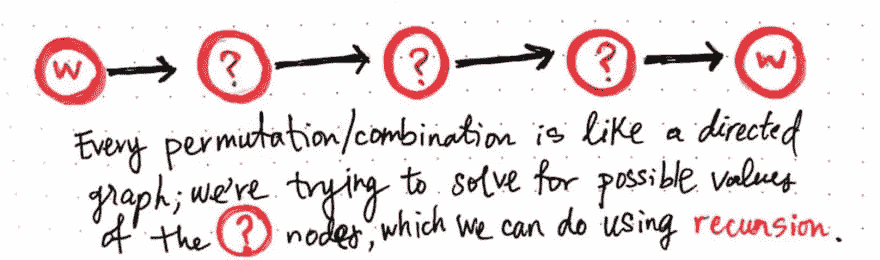 w ? ? ? w
Every permutation/combination is like a directed
graph; we're trying to solve for possible values
of the ? nodes, which we can do using recursion.